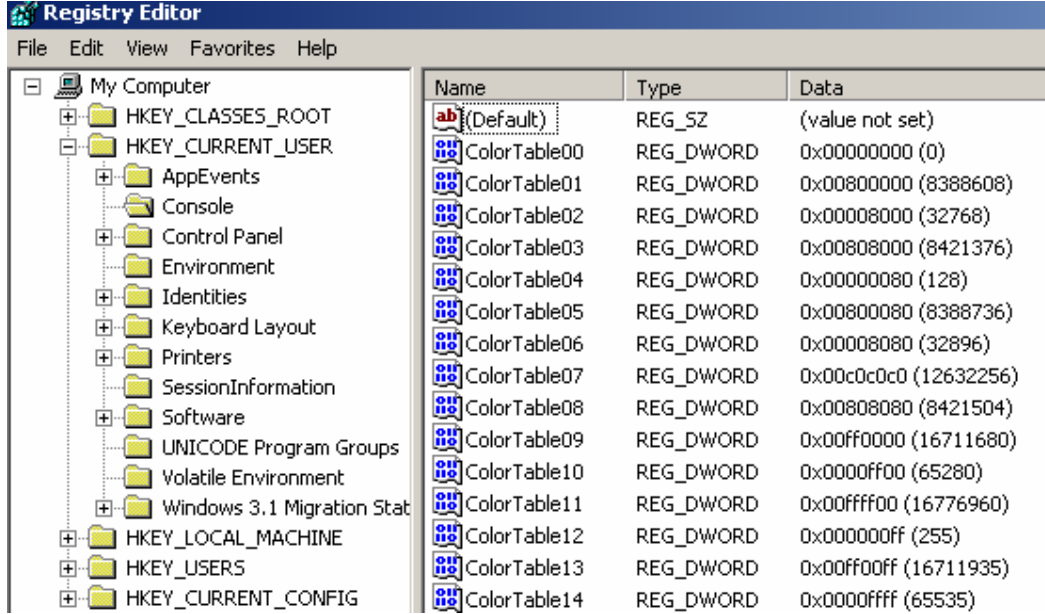 Registry Editor
File Edit View Favorites Help
My Computer
HKEY_CLASSES_ROOT
HKEY_CURRENT_USER
AppEvents
Console
Control Panel
Environment
Identities
Keyboard Layout
Printers
SessionInformation
Software
UNICODE Program Groups
Volatile Environment
Windows 3.1 Migration Stat
HKEY_LOCAL_MACHINE
HKEY_USERS
HKEY_CURRENT_CONFIG
Name Type Data
(Default) REG_SZ (value not set)
ColorTable00 REG_DWORD 0x00000000 (0)
ColorTable01 REG_DWORD 0x00800000 (8388608)
ColorTable02 REG_DWORD 0x00008000 (32768)
ColorTable03 REG_DWORD 0x00808000 (8421376)
ColorTable04 REG_DWORD 0x00000080 (128)
ColorTable05 REG_DWORD 0x00800080 (8388736)
ColorTable06 REG_DWORD 0x00008080 (32896)
ColorTable07 REG_DWORD 0x00c0c0c0 (12632256)
ColorTable08 REG_DWORD 0x00808080 (8421504)
ColorTable09 REG_DWORD 0x00ff0000 (16711680)
ColorTable10 REG_DWORD 0x0000ff00 (65280)
ColorTable11 REG_DWORD 0x00ffff00 (16776960)
ColorTable12 REG_DWORD 0x000000ff (255)
ColorTable13 REG_DWORD 0x00ff00ff (16711935)
ColorTable14 REG_DWORD 0x0000ffff (65535)